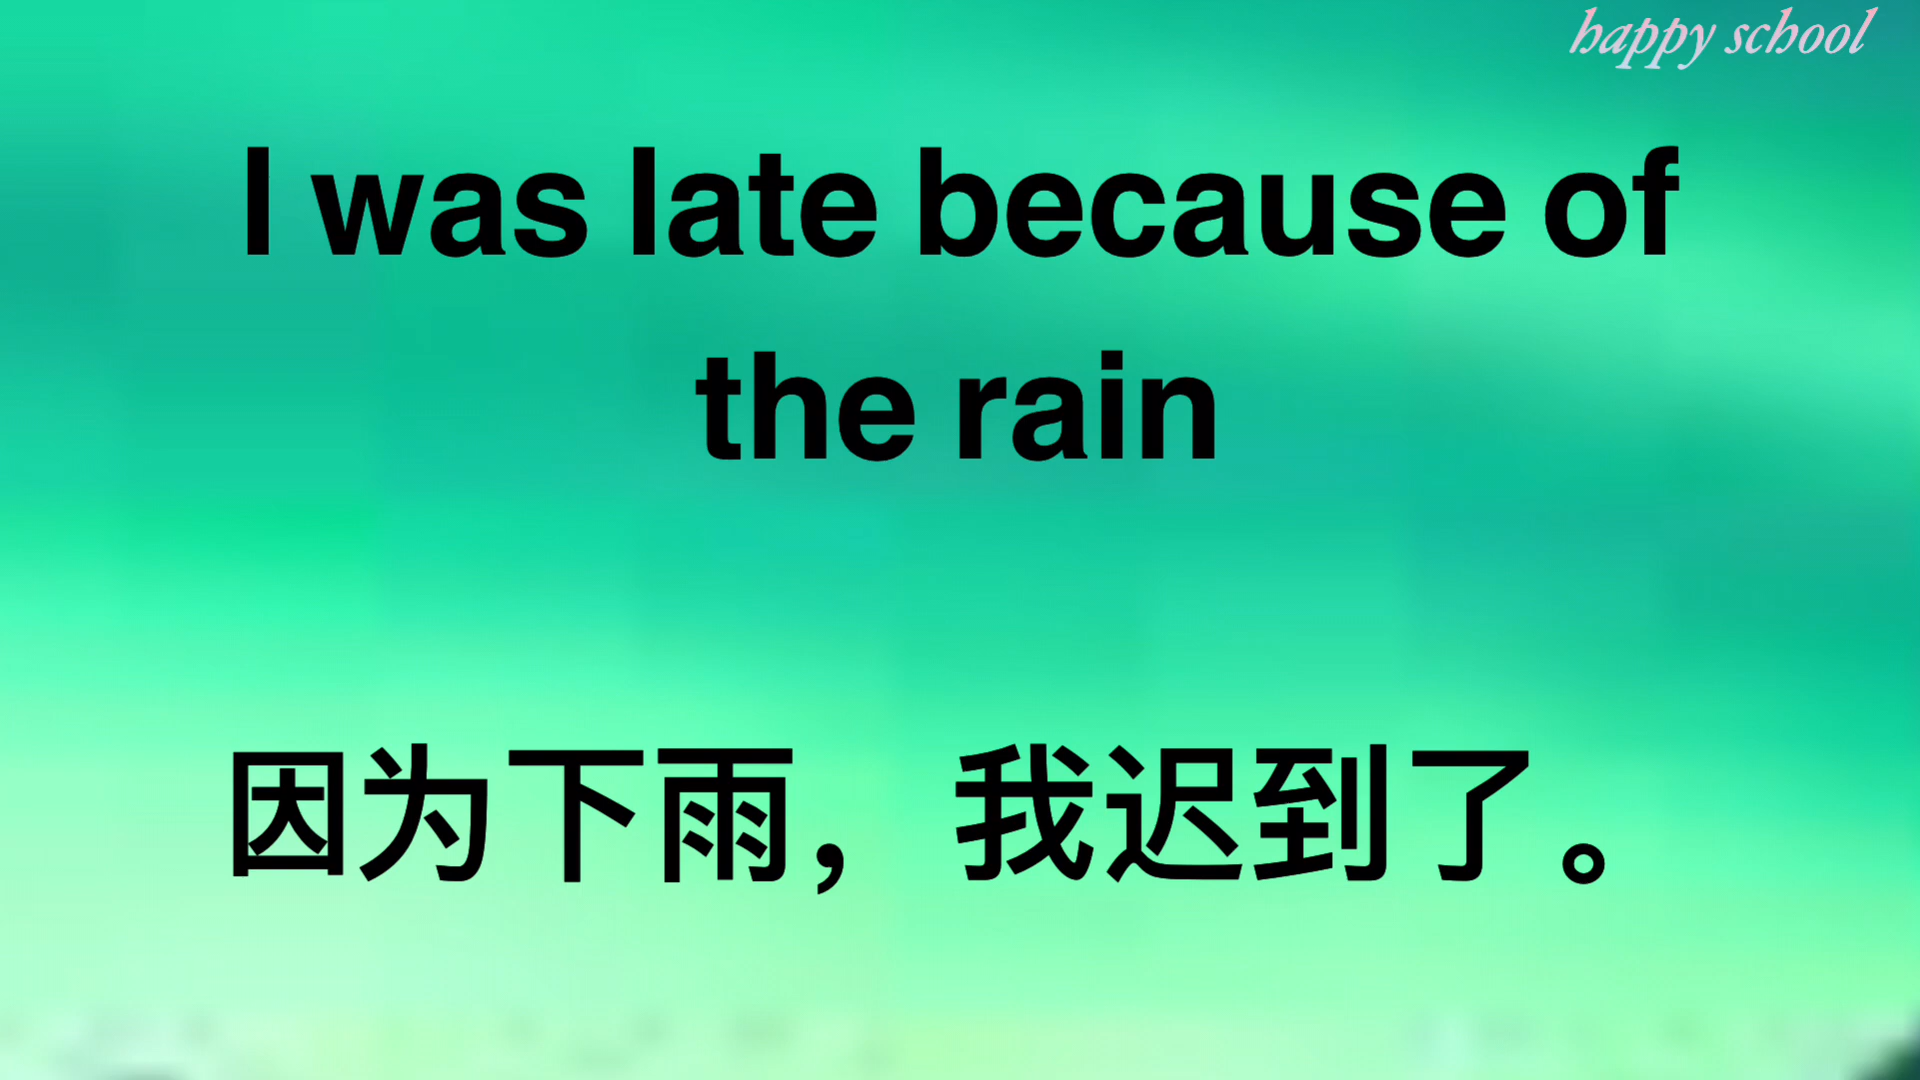 happy school
I was late because of
the rain
因为下雨，我迟到了。